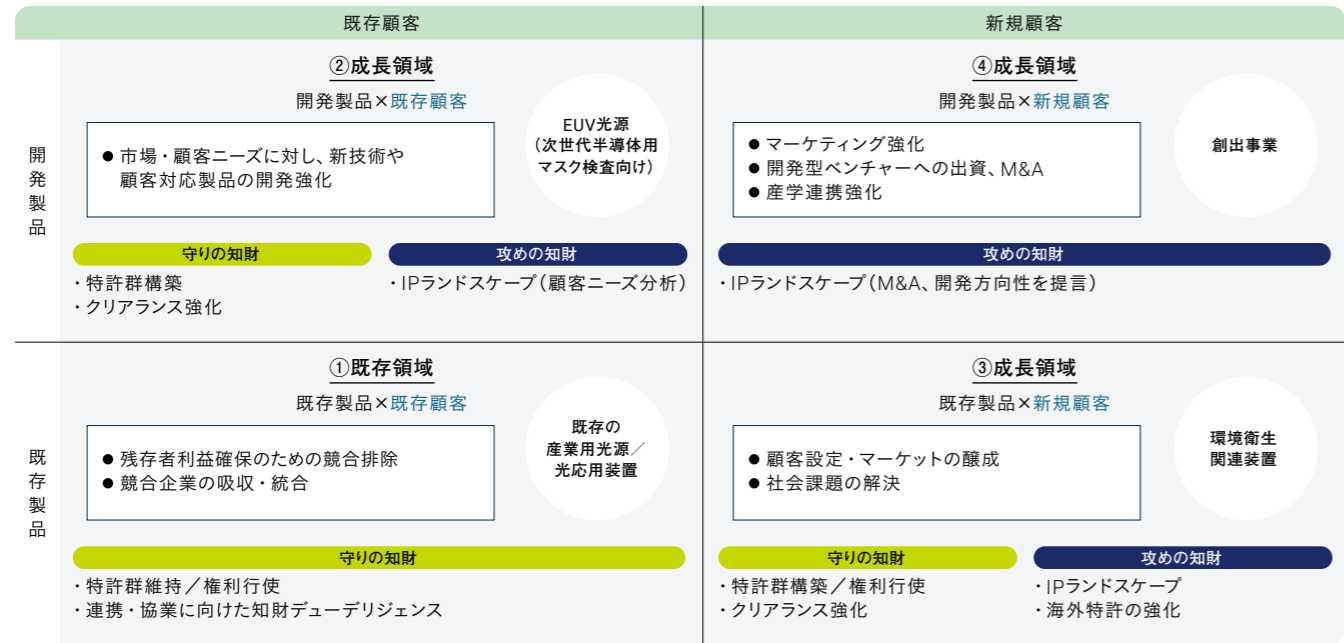 既存顧客
新規顧客
開発製品
②成長領域
開発製品×既存顧客
● 市場・顧客ニーズに対し、新技術や
顧客対応製品の開発強化
EUV光源
(次世代半導体用
マスク検査向け)
守りの知財
・特許群構築
・クリアランス強化
攻めの知財
・IPランドスケープ(顧客ニーズ分析)
④成長領域
開発製品×新規顧客
● マーケティング強化
● 開発型ベンチャーへの出資、M&A
● 産学連携強化
創出事業
攻めの知財
・IPランドスケープ(M&A、開発方向性を提言)
既存製品
①既存領域
既存製品×既存顧客
● 残存者利益確保のための競合排除
● 競合企業の吸収・統合
既存の
産業用光源/
光応用装置
守りの知財
・特許群維持/権利行使
・連携・協業に向けた知財デューデリジェンス
③成長領域
既存製品×新規顧客
● 顧客設定・マーケットの醸成
● 社会課題の解決
環境衛生
関連装置
守りの知財
・特許群構築/権利行使
・クリアランス強化
攻めの知財
・IPランドスケープ
・海外特許の強化